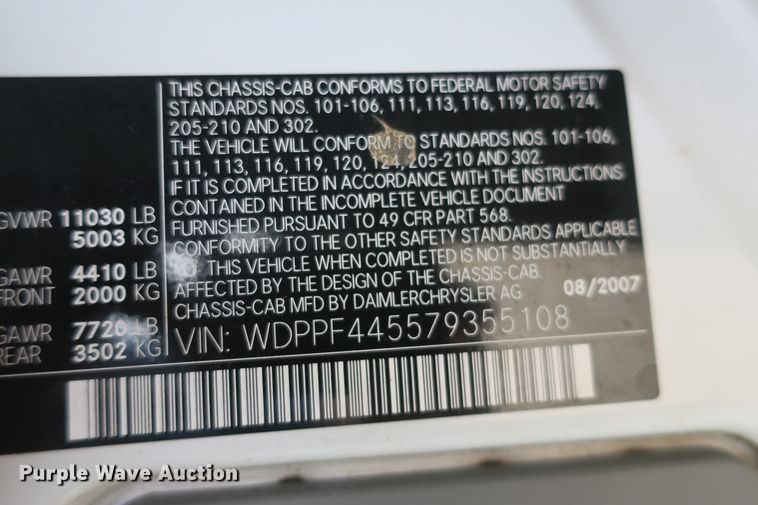 THIS CHASSIS-CAB CONFORMS TO FEDERAL MOTOR SAFETY
STANDARDS NOS. 101-106, 111, 113, 116, 119, 120, 124,
205-210 AND 302.
THE VEHICLE WILL CONFORM TO STANDARDS NOS. 101-106,
111, 113, 116, 119, 120, 124, 205-210 AND 302.
IF IT IS COMPLETED IN ACCORDANCE WITH THE INSTRUCTIONS
CONTAINED IN THE INCOMPLETE VEHICLE DOCUMENT
FURNISHED PURSUANT TO 49 CFR PART 568.
CONFORMITY TO THE OTHER SAFETY STANDARDS APPLICABLE
TO THIS VEHICLE WHEN COMPLETED IS NOT SUBSTANTIALLY
AFFECTED BY THE DESIGN OF THE CHASSIS-CAB.
CHASSIS-CAB MFD BY DAIMLERCHRYSLER AG 08/2007
VIN: WDPPF445579355108
GVWR 11030 LB
5003 KG
GAWR 4410 LB
FRONT 2000 KG
GAWR 7720 LB
REAR 3502 KG
Purple Wave Auction